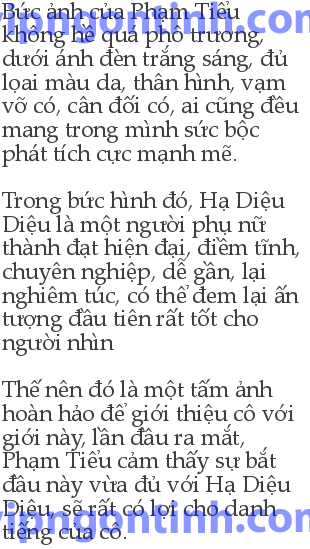 Bức ảnh của Phạm Tiểu
không hề quá phô trương,
dưới ánh đèn trắng sáng, đủ
loại màu da, thân hình, vạm
vỡ có, cân đối có, ai cũng đều
mang trong mình sức bộc
phát tích cực mạnh mẽ.
Trong bức hình đó, Hạ Diệu
Diệu là một người phụ nữ
thành đạt hiện đại, điềm tĩnh,
chuyên nghiệp, dễ gần, lại
nghiêm túc, có thể đem lại ấn
tượng đầu tiên rất tốt cho
người nhìn
Thế nên đó là một tấm ảnh
hoàn hảo để giới thiệu cô với
giới này, lần đầu ra mắt,
Phạm Tiểu cảm thấy sự bắt
đầu này vừa đủ với Hạ Diệu
Diệu, sẽ rất có lợi cho danh
tiếng của cô.
vipngontinh.com